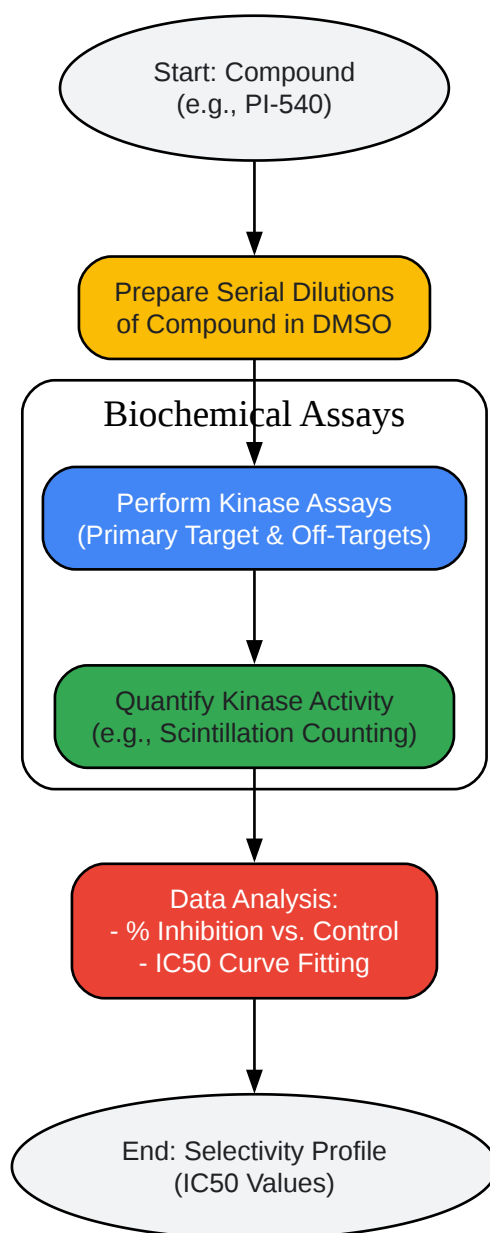 Start: Compound
(e.g., PI-540)
Prepare Serial Dilutions
of Compound in DMSO
Biochemical Assays
Perform Kinase Assays
(Primary Target & Off-Targets)
Quantify Kinase Activity
(e.g., Scintillation Counting)
Data Analysis:
- % Inhibition vs. Control
- IC50 Curve Fitting
End: Selectivity Profile
(IC50 Values)